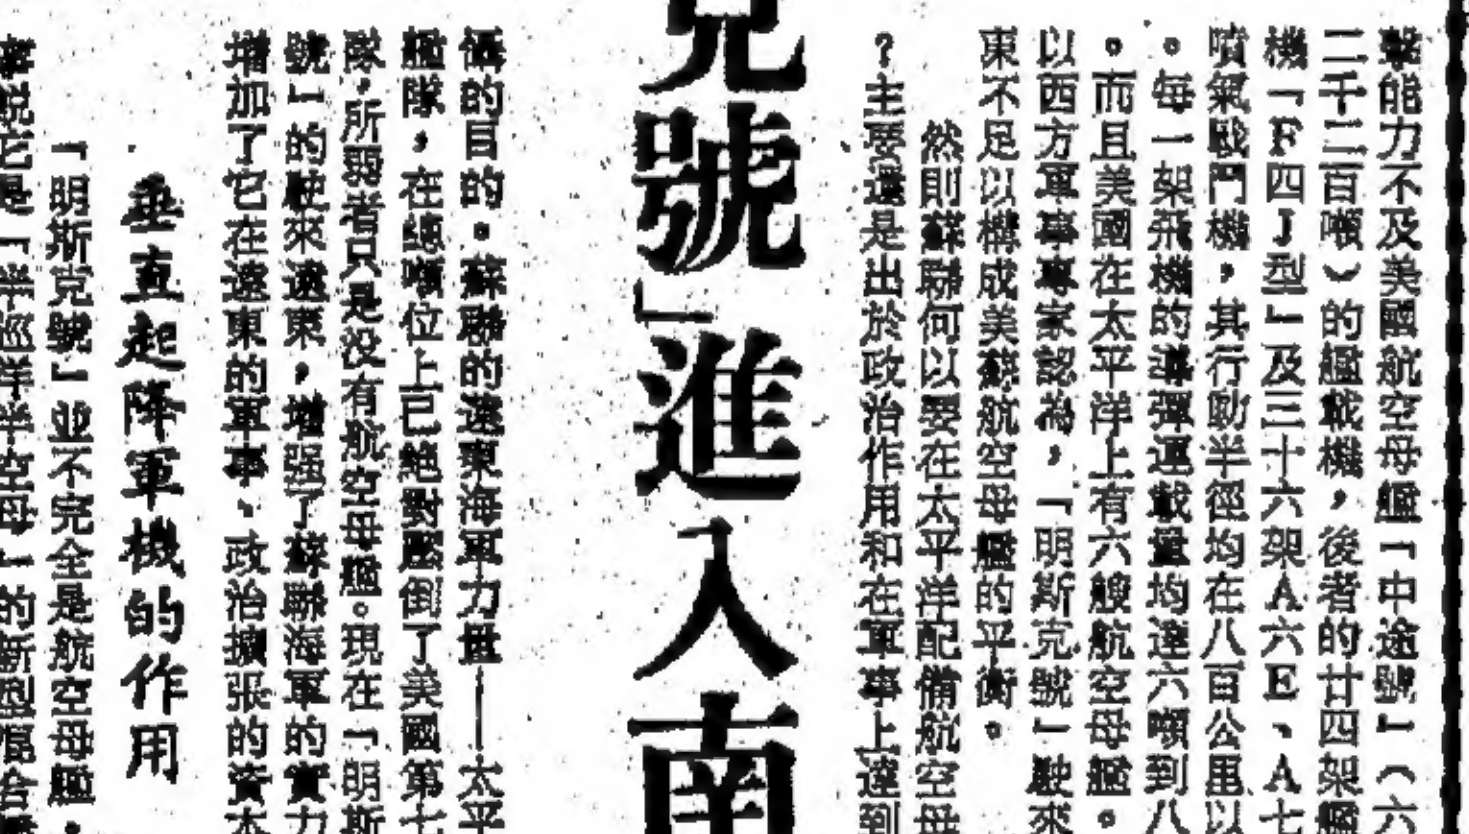 擊能力不及美國航空母艦「中途號」（六
二千二百噸）的艦載機，後者的廿四架艦
機「F四J型」及三十六架A六E、A七
噴氣戰鬥機，其行動半徑均在八百公里以
。每一架飛機的導彈運載量均達六噸到八
。而且美國在太平洋上有六艘航空母艦。
以西方軍事專家認為，「明斯克號」駛來
東不足以構成美蘇航空母艦的平衡。
然則蘇聯何以要在太平洋配備航空母
？主要還是出於政治作用和在軍事上達到
克號」進入南
懾的目的。蘇聯的遠東海軍力量——太平
艦隊，在總噸位上已絕對壓倒了美國第七
隊，所弱者只是没有航空母艦。現在「明斯
號」的駛來遠東，增强了蘇聯海軍的實力
增加了它在遠東的軍事、政治擴張的資本
垂直起降軍機的作用
「明斯克號」並不完全是航空母艦，
說它是「半巡洋半空母」的新型混合